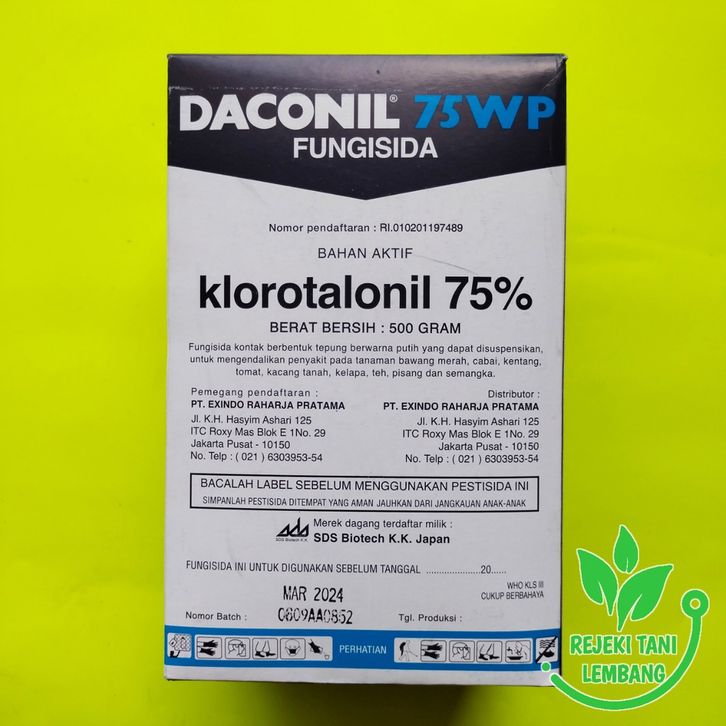 DACONIL® 75WP
FUNGISIDA
Nomor pendaftaran : RI.010201197489
BAHAN AKTIF
klorotalonil 75%
BERAT BERSIH : 500 GRAM
Fungisida kontak berbentuk tepung berwarna putih yang dapat disuspensikan,
untuk mengendalikan penyakit pada tanaman bawang merah, cabai, kentang,
tomat, kacang tanah, kelapa, teh, pisang dan semangka.
Pemegang pendaftaran :
PT. EXINDO RAHARJA PRATAMA
Jl. K.H. Hasyim Ashari 125
ITC Roxy Mas Blok E 1No. 29
Jakarta Pusat - 10150
No. Telp : ( 021 ) 6303953-54
Distributor :
PT. EXINDO RAHARJA PRATAMA
Jl. K.H. Hasyim Ashari 125
ITC Roxy Mas Blok E 1No. 29
Jakarta Pusat - 10150
No. Telp : ( 021 ) 6303953-54
BACALAH LABEL SEBELUM MENGGUNAKAN PESTISIDA INI
SIMPANLAH PESTISIDA DITEMPAT YANG AMAN JAUHKAN DARI JANGKAUAN ANAK-ANAK
SDS Biotech K.K.
Merek dagang terdaftar milik :
SDS Biotech K.K. Japan
FUNGISIDA INI UNTUK DIGUNAKAN SEBELUM TANGGAL .....................20......
MAR 2024
WHO KLS III
CUKUP BERBAHAYA
Nomor Batch : 0809AA0852 Tgl. Produksi :
PERHATIAN
REJEKI TANI
LEMBANG